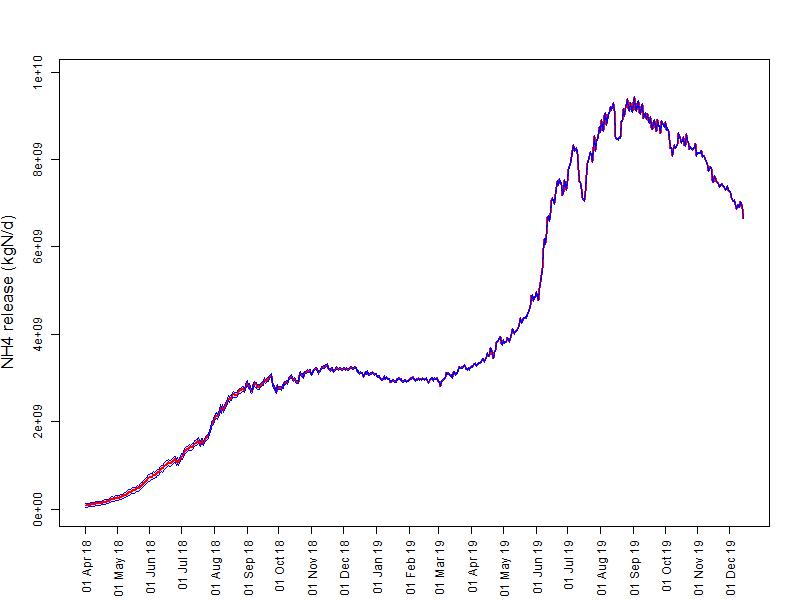 NH4 release (kgN/d)
1e+10
8e+09
6e+09
4e+09
2e+09
0e+00
01 Apr 18
01 May 18
01 Jun 18
01 Jul 18
01 Aug 18
01 Sep 18
01 Oct 18
01 Nov 18
01 Dec 18
01 Jan 19
01 Feb 19
01 Mar 19
01 Apr 19
01 May 19
01 Jun 19
01 Jul 19
01 Aug 19
01 Sep 19
01 Oct 19
01 Nov 19
01 Dec 19